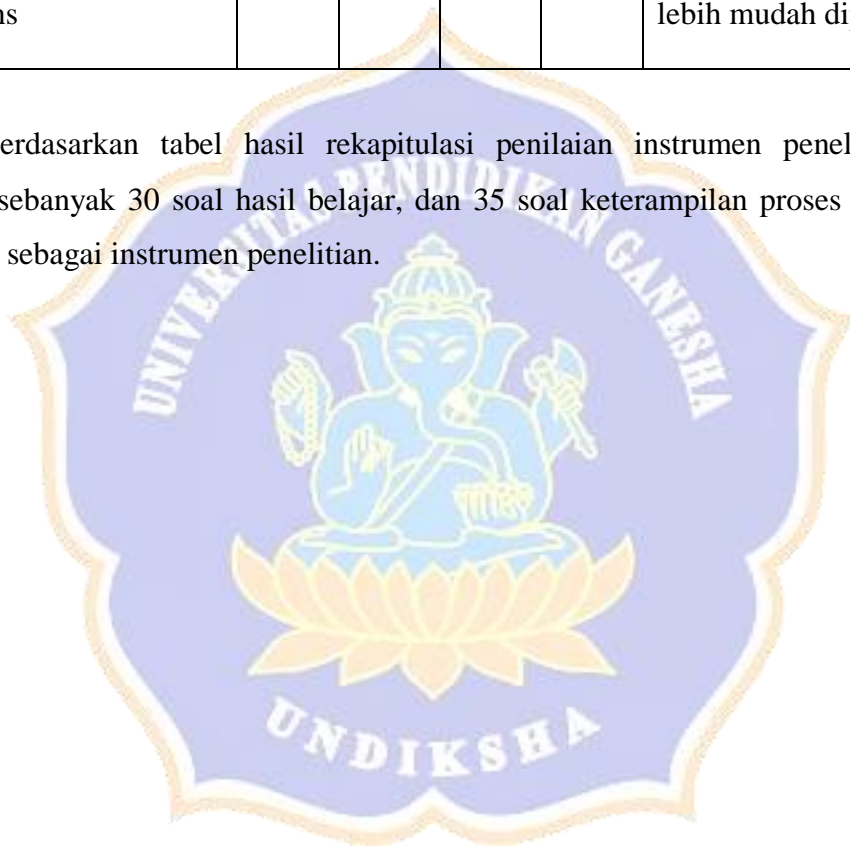 ns
lebih mudah di
erdasarkan tabel hasil rekapitulasi penilaian instrumen penel
sebanyak 30 soal hasil belajar, dan 35 soal keterampilan proses
sebagai instrumen penelitian.
UNIVERSITAS PENDIDIKAN GANESHA
UNDIKSHA